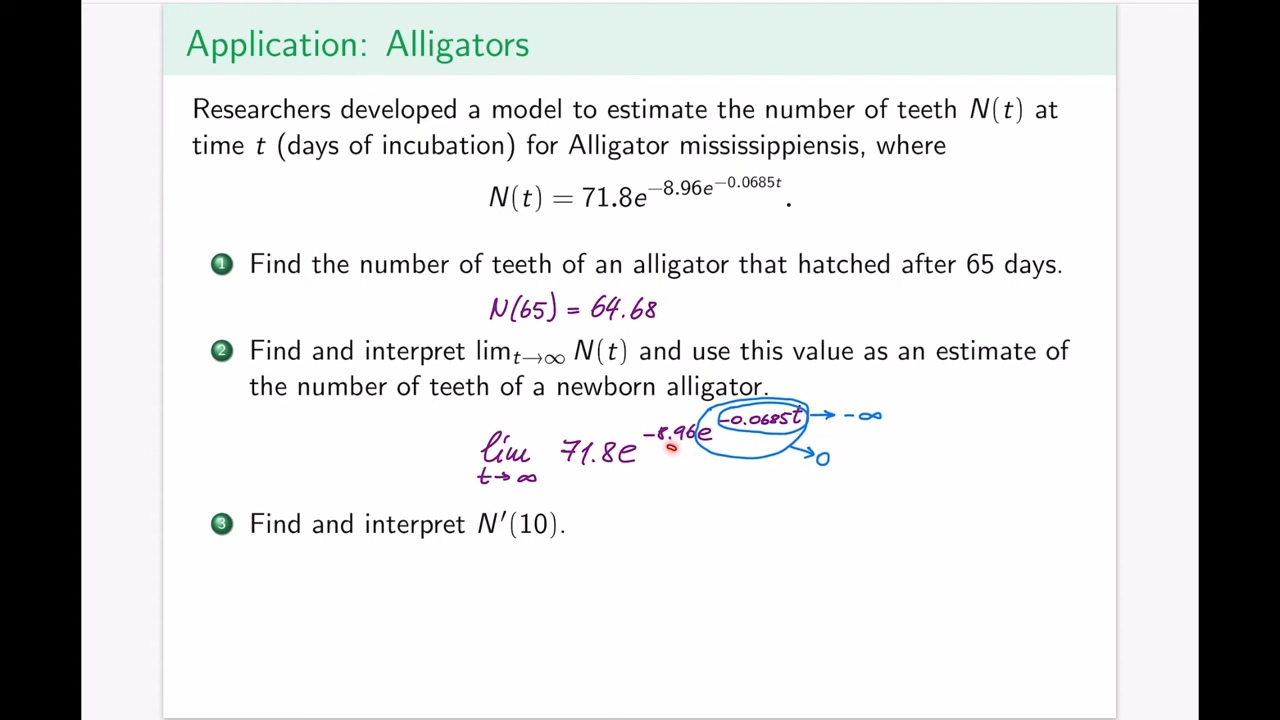 Application: Alligators
Researchers developed a model to estimate the number of teeth N(t) at
time t (days of incubation) for Alligator mississippiensis, where
N(t) = 71.8e^{−8.96e^{−0.0685t}}.
1 Find the number of teeth of an alligator that hatched after 65 days.
N(65) = 64.68
2 Find and interpret lim_{t→∞} N(t) and use this value as an estimate of
the number of teeth of a newborn alligator.
lim_{t→∞} 71.8e^{−8.96e^{−0.0685t}} → −∞
→ 0
3 Find and interpret N′(10).